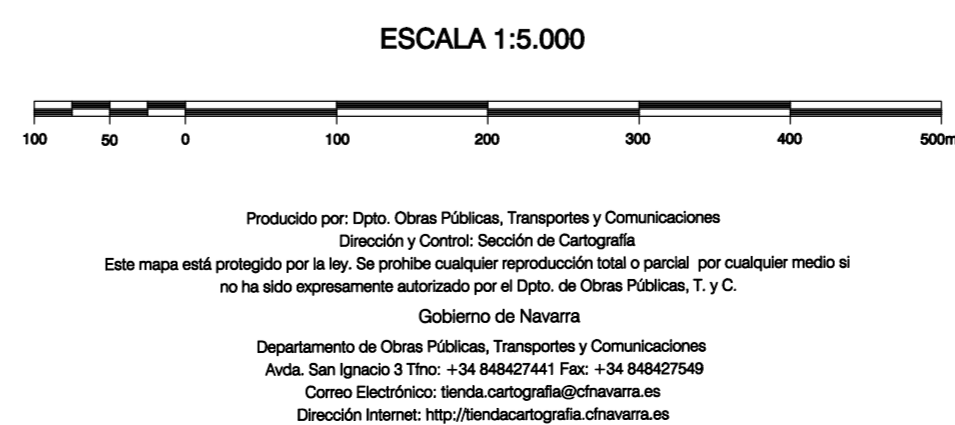 ESCALA 1:5.000
100 50 0 100 200 300 400 500m
Producido por: Dpto. Obras Públicas, Transportes y Comunicaciones
Dirección y Control: Sección de Cartografía
Este mapa está protegido por la ley. Se prohibe cualquier reproducción total o parcial por cualquier medio si
no ha sido expresamente autorizado por el Dpto. de Obras Públicas, T. y C.
Gobierno de Navarra
Departamento de Obras Públicas, Transportes y Comunicaciones
Avda. San Ignacio 3 Tfno: +34 848427441 Fax: +34 848427549
Correo Electrónico: tienda.cartografia@cfnavarra.es
Dirección Internet: http://tiendacartografia.cfnavarra.es